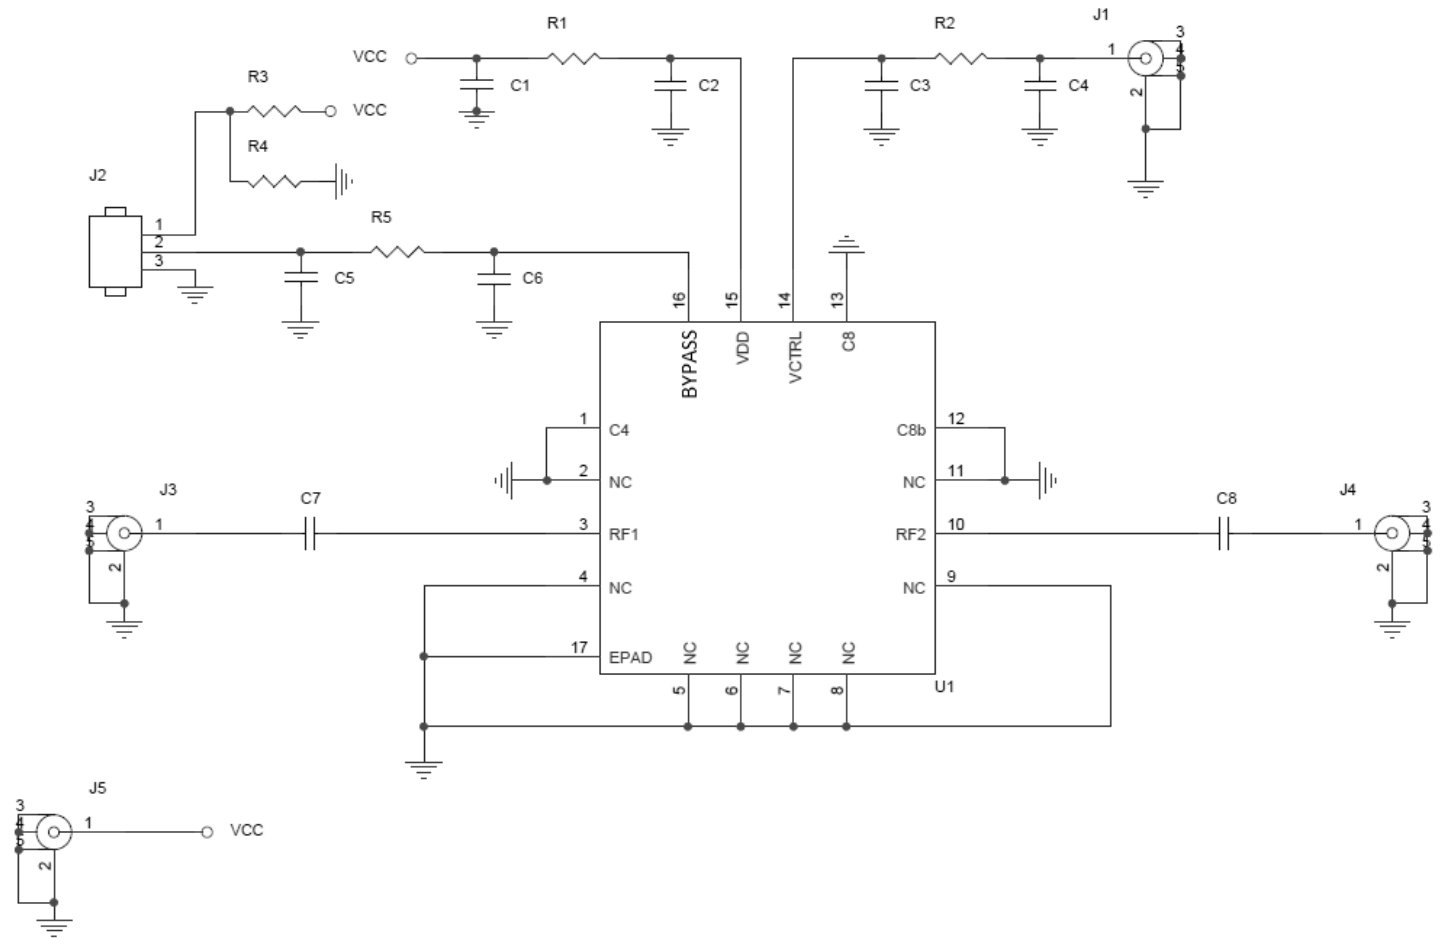 R1
R2
J1
3
VCC
1
4
5
R3
C1
C2
C3
C4
2
VCC
R4
J2
R5
1
2
3
C5
C6
16
15
14
13
BYPASS
VDD
VCTRL
C8
1
C4
C8b
12
2
NC
NC
11
J3
C7
C8
J4
3
4
5
1
3
RF1
RF2
10
1
3
4
5
2
4
NC
NC
9
2
17
EPAD
NC
NC
NC
NC
5
6
7
8
U1
J5
3
4
5
1
VCC
2